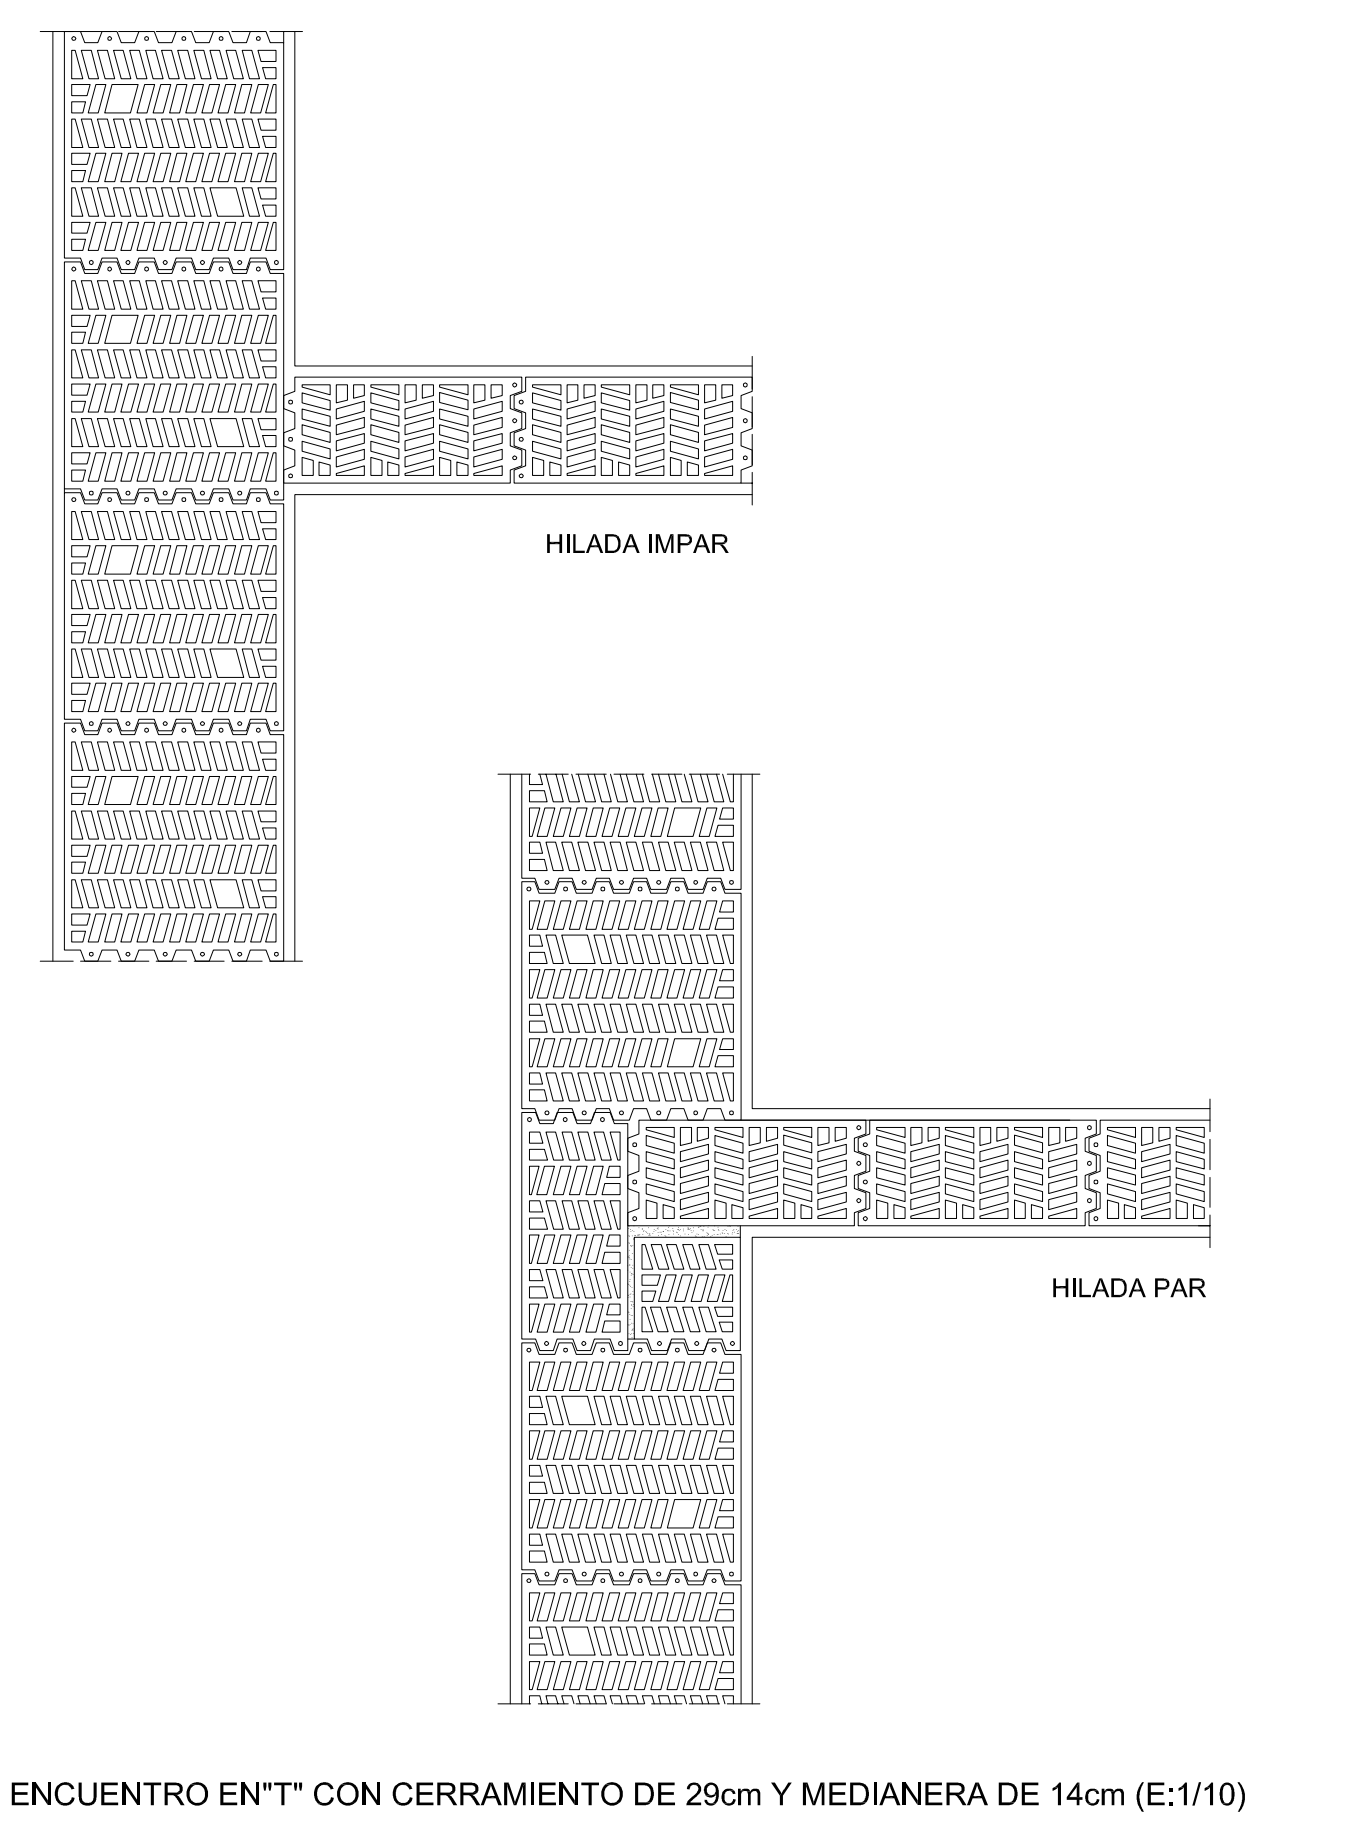 HILADA IMPAR
HILADA PAR
ENCUENTRO EN"T" CON CERRAMIENTO DE 29cm Y MEDIANERA DE 14cm (E:1/10)